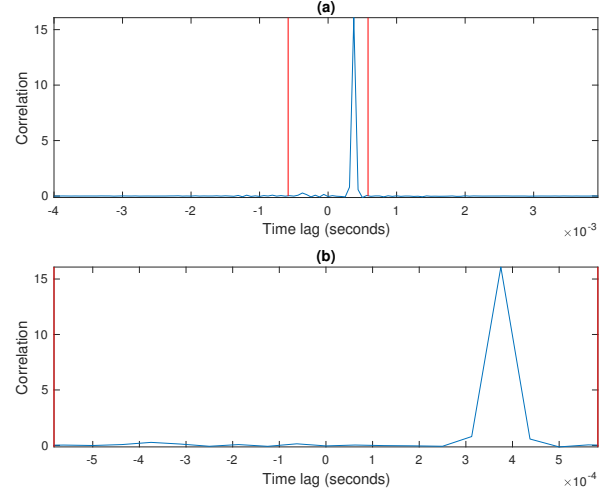 (a)
15
10
5
0
Correlation
-4 -3 -2 -1 0 1 2 3
Time lag (seconds)
×10⁻³
(b)
15
10
5
0
Correlation
-5 -4 -3 -2 -1 0 1 2 3 4 5
Time lag (seconds)
×10⁻⁴